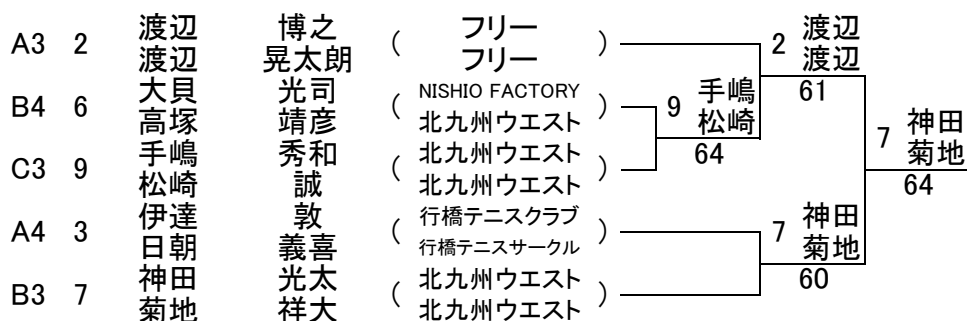 A3 2 渡辺 博之 ( フリー )
渡辺 晃太朗 フリー
B4 6 大貝 光司 ( NISHIO FACTORY )
高塚 靖彦 北九州ウエスト
C3 9 手嶋 秀和 ( 北九州ウエスト )
松崎 誠 北九州ウエスト
A4 3 伊達 敦 ( 行橋テニスクラブ )
日朝 義喜 行橋テニスサークル
B3 7 神田 光太 ( 北九州ウエスト )
菊地 祥大 北九州ウエスト
9 手嶋
松崎
64
2 渡辺
渡辺
61
7 神田
菊地
60
7 神田
菊地
64